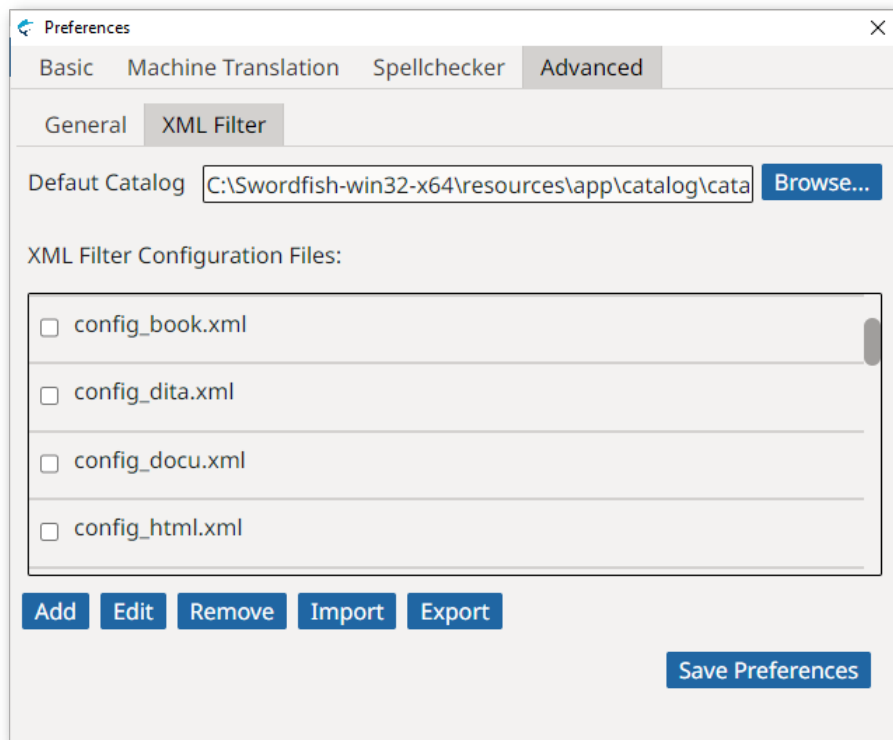 Preferences
Basic Machine Translation Spellchecker Advanced
General XML Filter
Defaut Catalog C:\Swordfish-win32-x64\resources\app\catalog\cata Browse...
XML Filter Configuration Files:
config_book.xml
config_dita.xml
config_docu.xml
config_html.xml
Add Edit Remove Import Export
Save Preferences